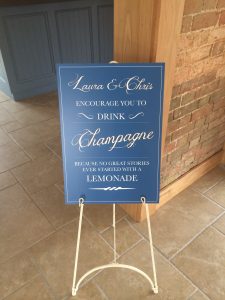 Laura & Chris
ENCOURAGE YOU TO
DRINK
Champagne
BECAUSE NO GREAT STORIES
EVER STARTED WITH A
LEMONADE